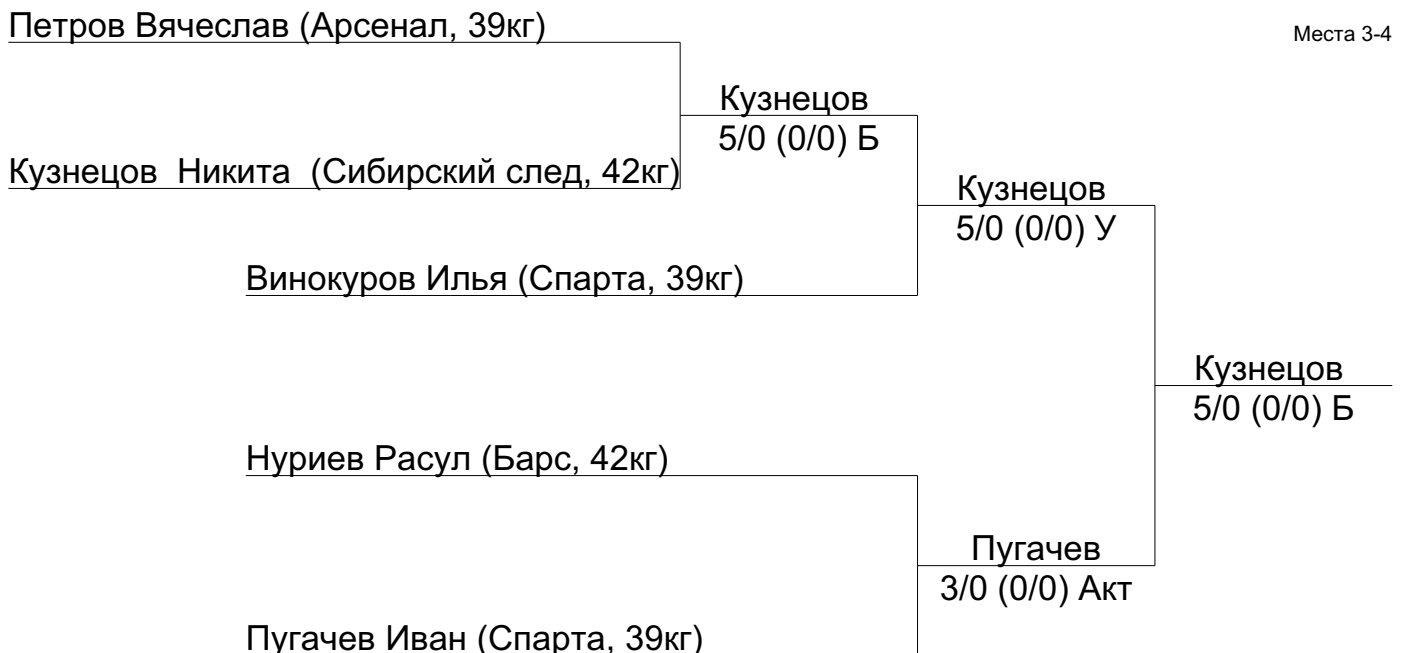 Петров Вячеслав (Арсенал, 39кг)
Места 3-4
Кузнецов
5/0 (0/0) Б
Кузнецов  Никита  (Сибирский след, 42кг)
Кузнецов
5/0 (0/0) У
Винокуров Илья (Спарта, 39кг)
Кузнецов
5/0 (0/0) Б
Нуриев Расул (Барс, 42кг)
Пугачев
3/0 (0/0) Акт
Пугачев Иван (Спарта, 39кг)